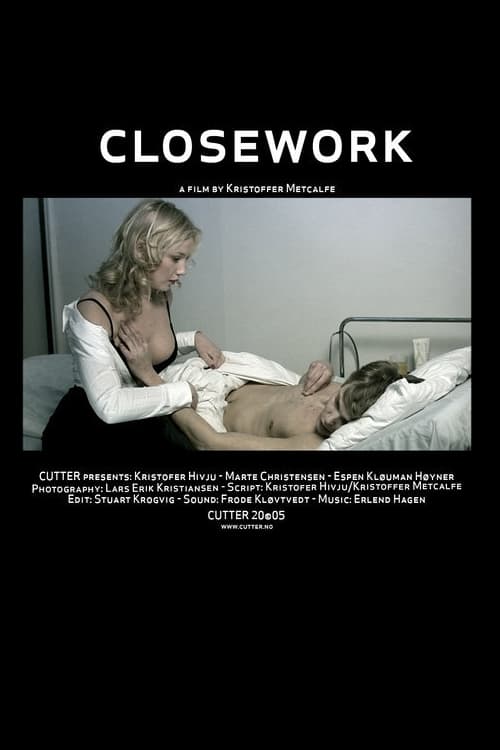 CLOSEWORK
A FILM BY KRISTOFFER METCALFE
CUTTER PRESENTS: KRISTOFER HIVJU - MARTE CHRISTENSEN - ESPEN KLØUMAN HØYNER
PHOTOGRAPHY: LARS ERIK KRISTIANSEN - SCRIPT: KRISTOFER HIVJU/KRISTOFFER METCALFE
EDIT: STUART KROGVIG - SOUND: FRODE KLØVTVEDT - MUSIC: ERLEND HAGEN
CUTTER 20©05
WWW.CUTTER.NO